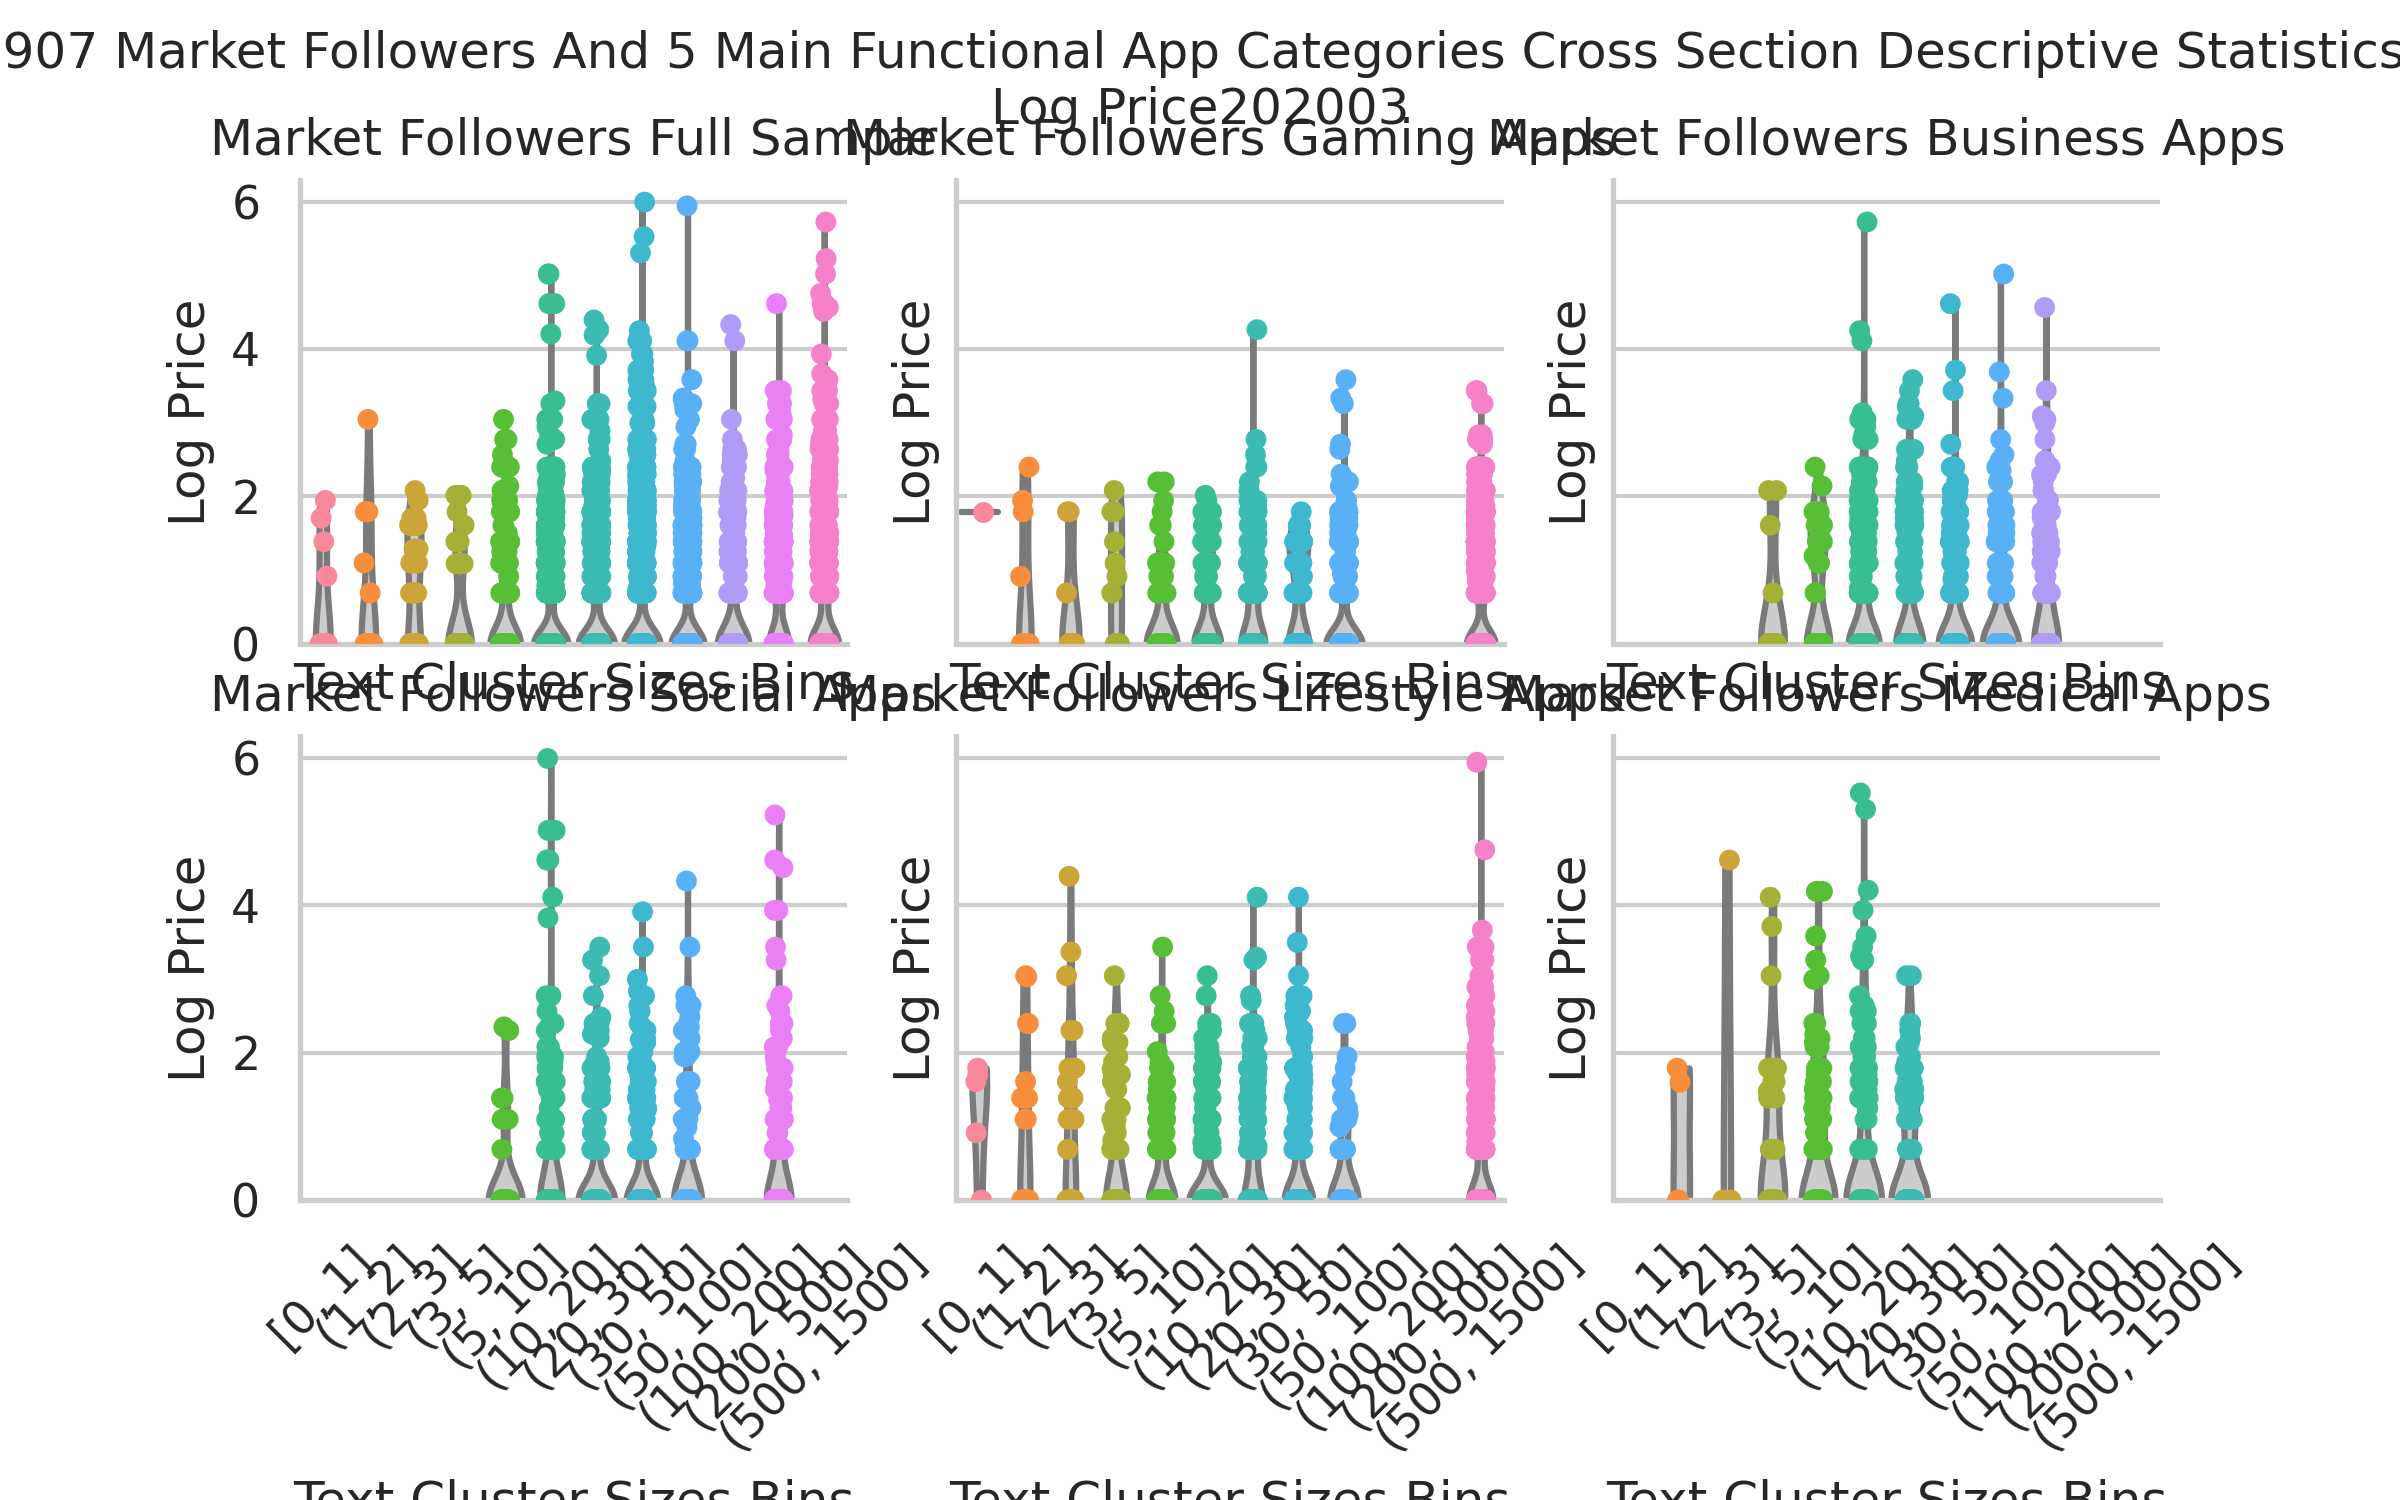 907 Market Followers And 5 Main Functional App Categories Cross Section Descriptive Statistics
Log Price202003
Market Followers Full Sample
Market Followers Gaming Apps
Market Followers Business Apps
Log Price
6
4
2
0
Log Price
Log Price
Text Cluster Sizes Bins
Text Cluster Sizes Bins
Text Cluster Sizes Bins
Market Followers Social Apps
Market Followers Lifestyle Apps
Market Followers Medical Apps
Log Price
6
4
2
0
Log Price
Log Price
[0, 1]
(1, 2]
(2, 3]
(3, 5]
(5, 10]
(10, 20]
(20, 30]
(30, 50]
(50, 100]
(100, 200]
(200, 500]
(500, 1500]
[0, 1]
(1, 2]
(2, 3]
(3, 5]
(5, 10]
(10, 20]
(20, 30]
(30, 50]
(50, 100]
(100, 200]
(200, 500]
(500, 1500]
[0, 1]
(1, 2]
(2, 3]
(3, 5]
(5, 10]
(10, 20]
(20, 30]
(30, 50]
(50, 100]
(100, 200]
(200, 500]
(500, 1500]
Text Cluster Sizes Bins
Text Cluster Sizes Bins
Text Cluster Sizes Bins